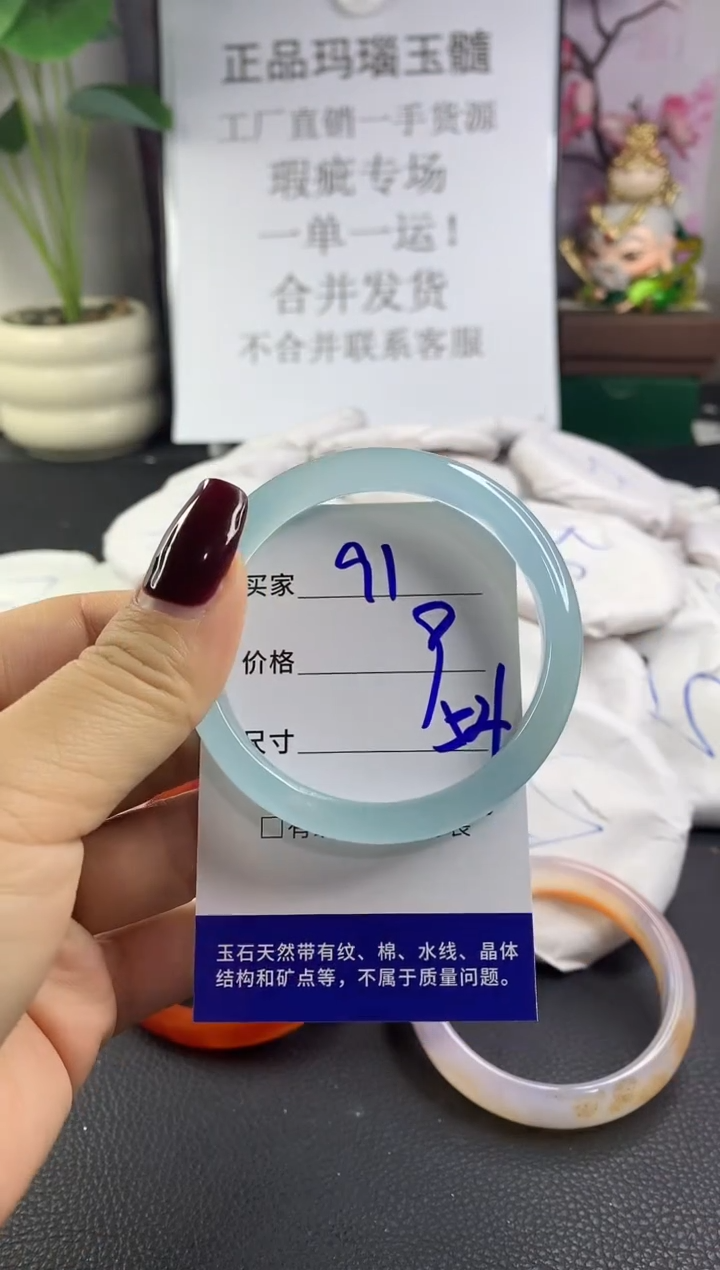 正品玛瑙玉髓
工厂直销一手货源
瑕疵专场
一单一运!
合并发货
不合并联系客服
买家 91
价格
尺寸 54
玉石天然带有纹、棉、水线、晶体
结构和矿点等，不属于质量问题。